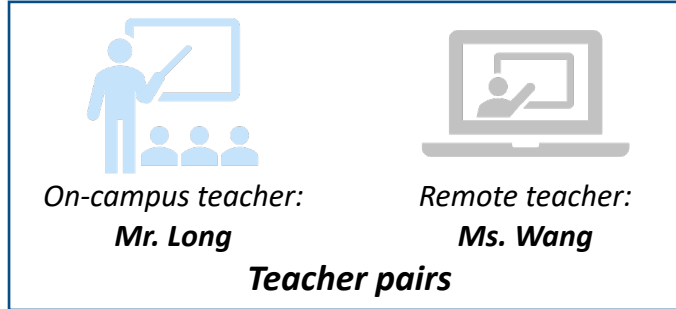 On-campus teacher:
Mr. Long
Remote teacher:
Ms. Wang
Teacher pairs